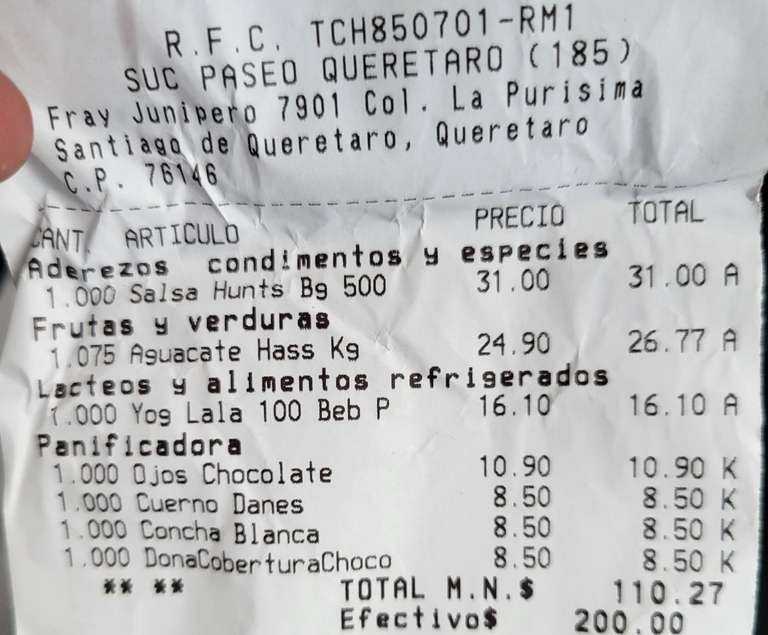 R.F.C. TCH850701-RM1
SUC PASEO QUERETARO (185)
Fray Junipero 7901 Col. La Purisima
Santiago de Queretaro, Queretaro
C.P. 76146
CANT. ARTICULO PRECIO TOTAL
Aderezos condimentos y especies
1.000 Salsa Hunts Bg 500 31.00 31.00 A
Frutas y verduras
1.075 Aguacate Hass Kg 24.90 26.77 A
Lacteos y alimentos refrigerados
1.000 Yog Lala 100 Beb P 16.10 16.10 A
Panificadora
1.000 Ojos Chocolate 10.90 10.90 K
1.000 Cuerno Danes 8.50 8.50 K
1.000 Concha Blanca 8.50 8.50 K
1.000 DonaCoberturaChoco 8.50 8.50 K
** ** TOTAL M.N.$ 110.27
Efectivo$ 200.00